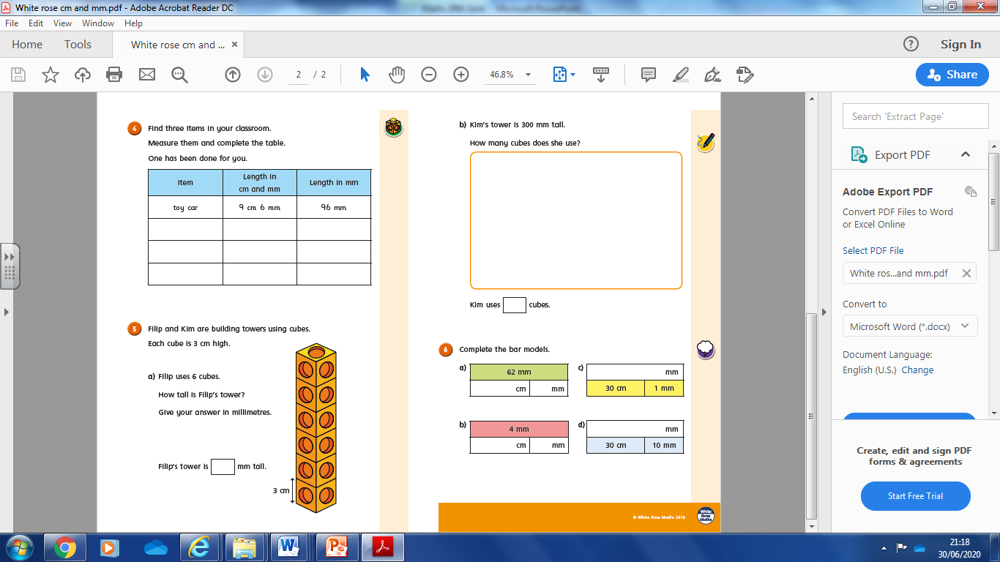 White rose cm and mm.pdf - Adobe Acrobat Reader DC
File Edit View Window Help
Home Tools White rose cm and ... × Sign In
2 / 2 46.8% Share
4 Find three items in your classroom.
Measure them and complete the table.
One has been done for you.
Item Length in cm and mm Length in mm
toy car 9 cm 6 mm 96 mm
5 Filip and Kim are building towers using cubes.
Each cube is 3 cm high.
a) Filip uses 6 cubes.
How tall is Filip's tower?
Give your answer in millimetres.
Filip's tower is mm tall.
3 cm
b) Kim's tower is 300 mm tall.
How many cubes does she use?
Kim uses cubes.
6 Complete the bar models.
a) 62 mm
cm mm
b) 4 mm
cm mm
c) mm
30 cm 1 mm
d) mm
30 cm 10 mm
© White Rose Maths 2019
White Rose Maths
Search 'Extract Page'
Export PDF
Adobe Export PDF
Convert PDF Files to Word
or Excel Online
Select PDF File
White ros...and mm.pdf
Convert to
Microsoft Word (*.docx)
Document Language:
English (U.S.) Change
Create, edit and sign PDF
forms & agreements
Start Free Trial
21:18
30/06/2020